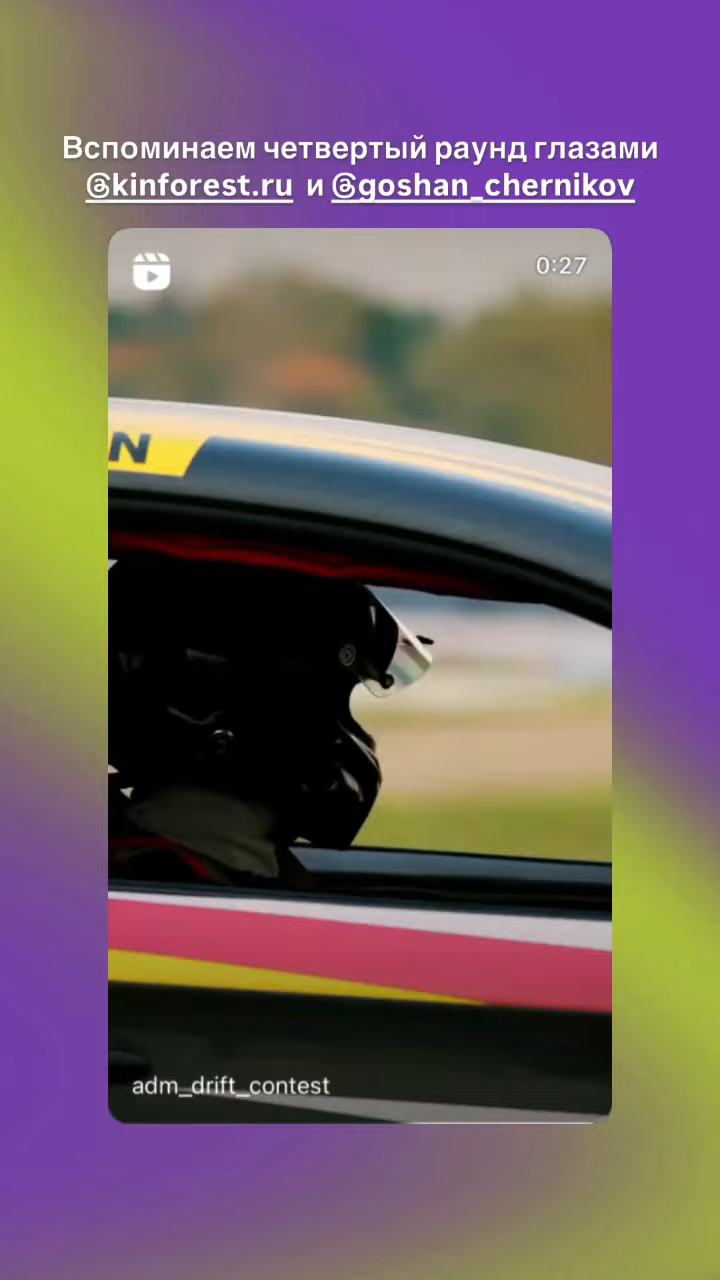 Вспоминаем четвертый раунд глазами
@kinforest.ru и @goshan_chernikov
0:27
N
adm_drift_contest